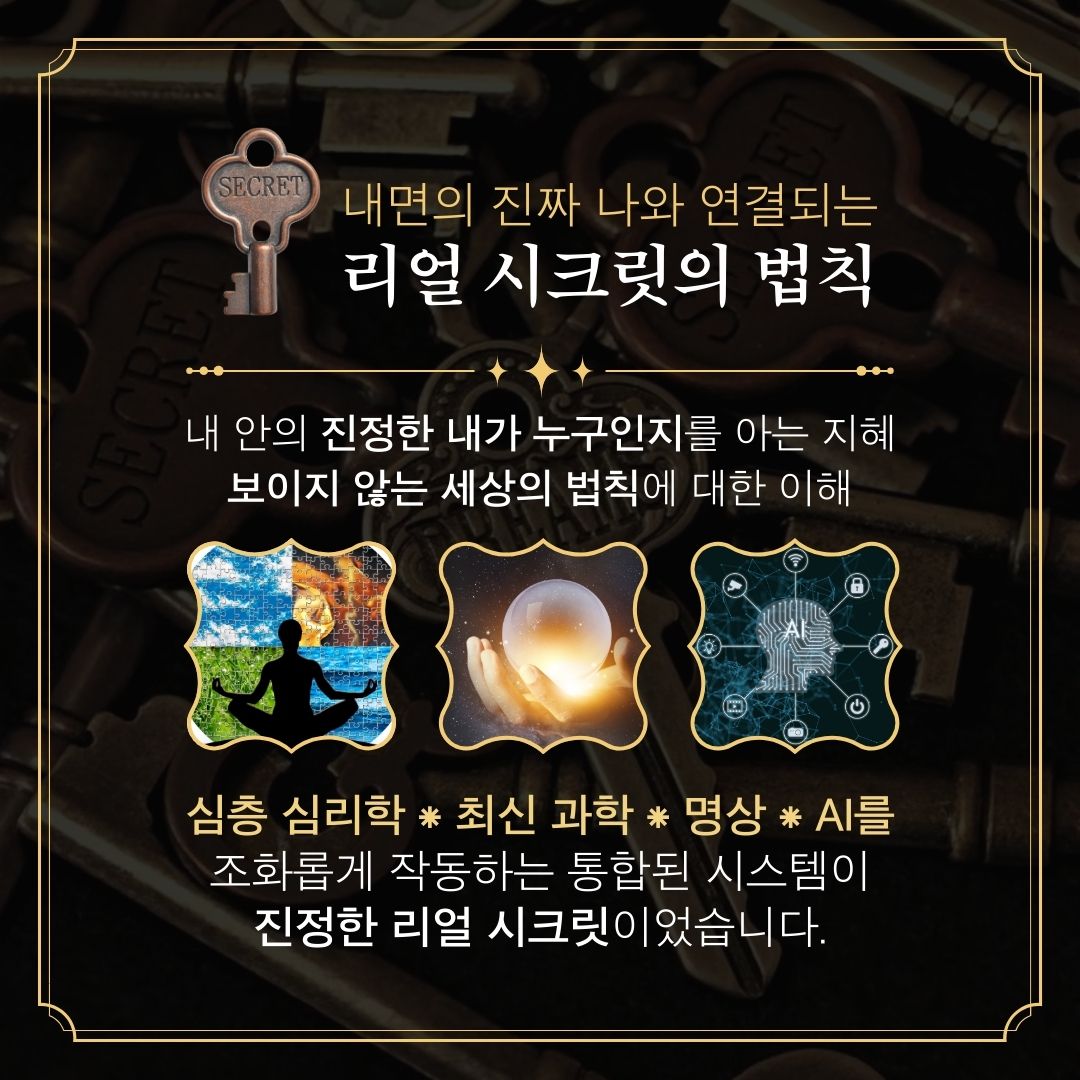 SECRET
내면의 진짜 나와 연결되는
리얼 시크릿의 법칙
내 안의 진정한 내가 누구인지를 아는 지혜
보이지 않는 세상의 법칙에 대한 이해
AI
심층 심리학 * 최신 과학 * 명상 * AI를
조화롭게 작동하는 통합된 시스템이
진정한 리얼 시크릿이었습니다.
SECRET
SECRET